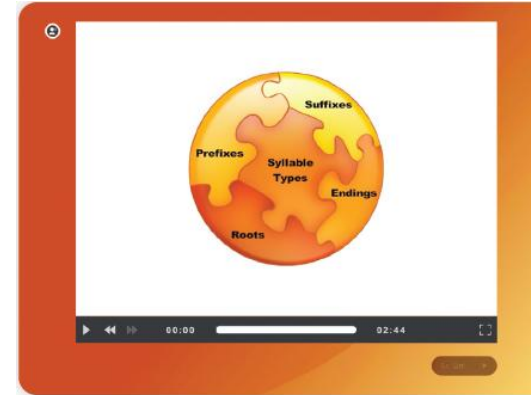 Suffixes
Prefixes
Syllable
Types
Endings
Roots
00:00
02:44